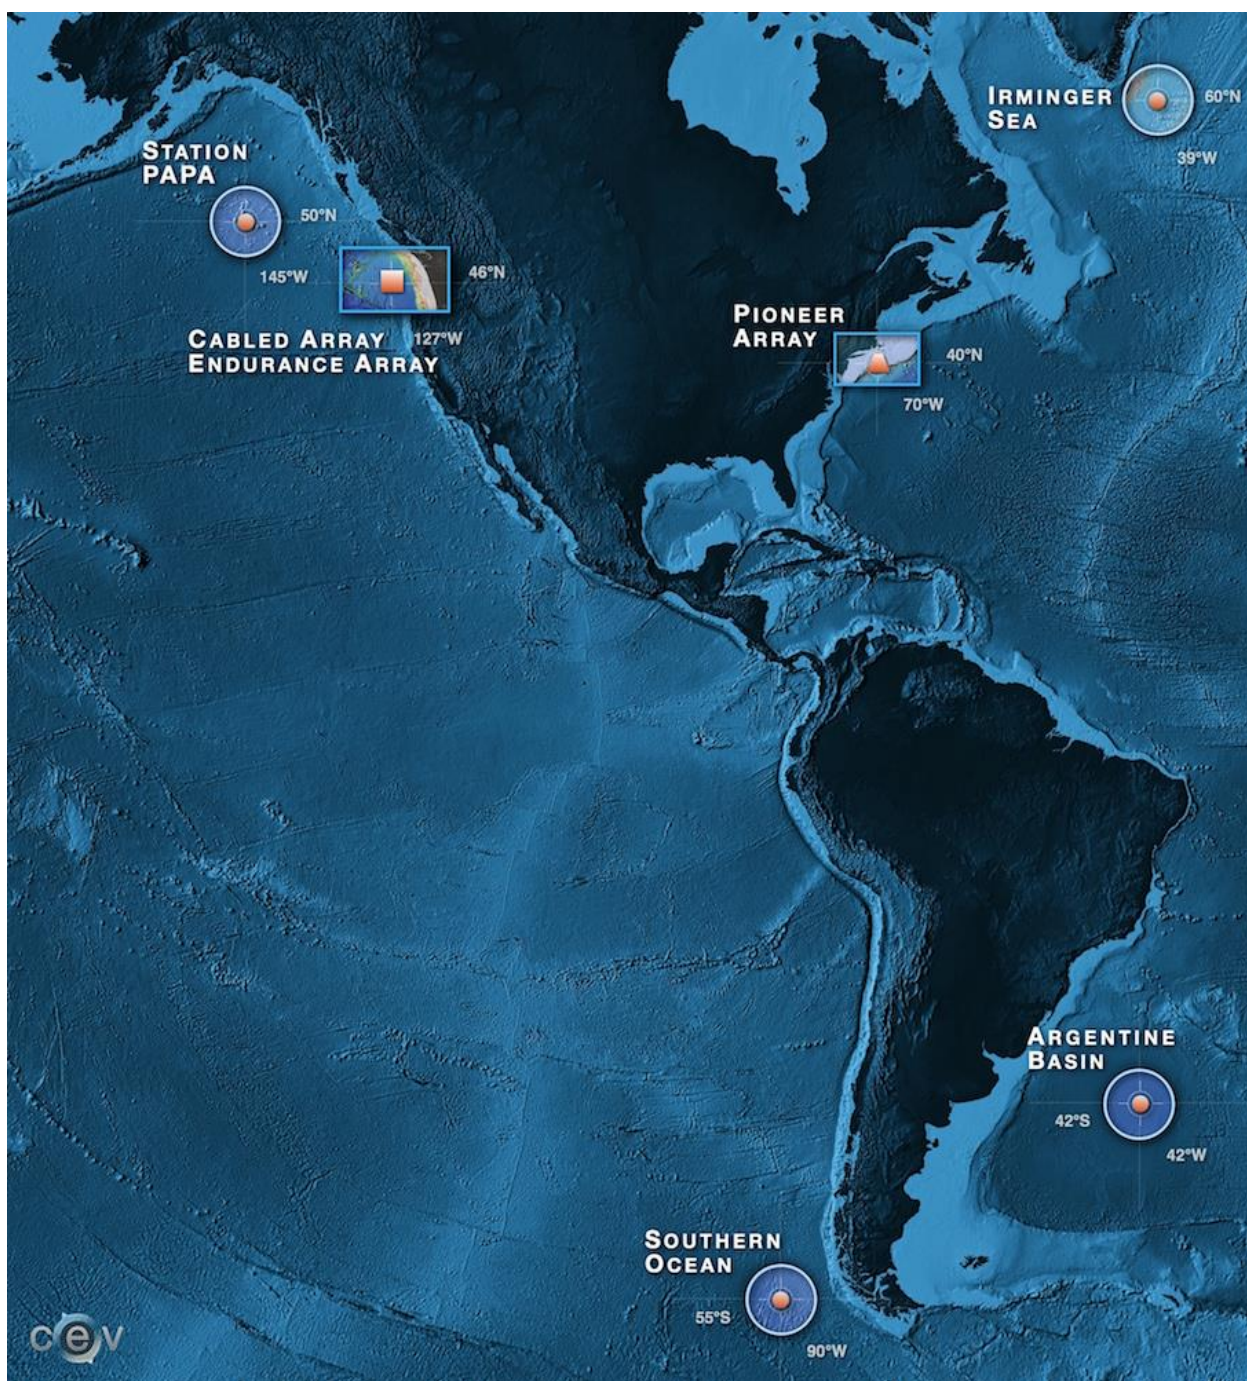 IRMINGER
SEA
60°N
39°W
STATION
PAPA
50°N
145°W
46°N
127°W
CABLED ARRAY
ENDURANCE ARRAY
PIONEER
ARRAY
40°N
70°W
ARGENTINE
BASIN
42°S
42°W
SOUTHERN
OCEAN
55°S
90°W
cev